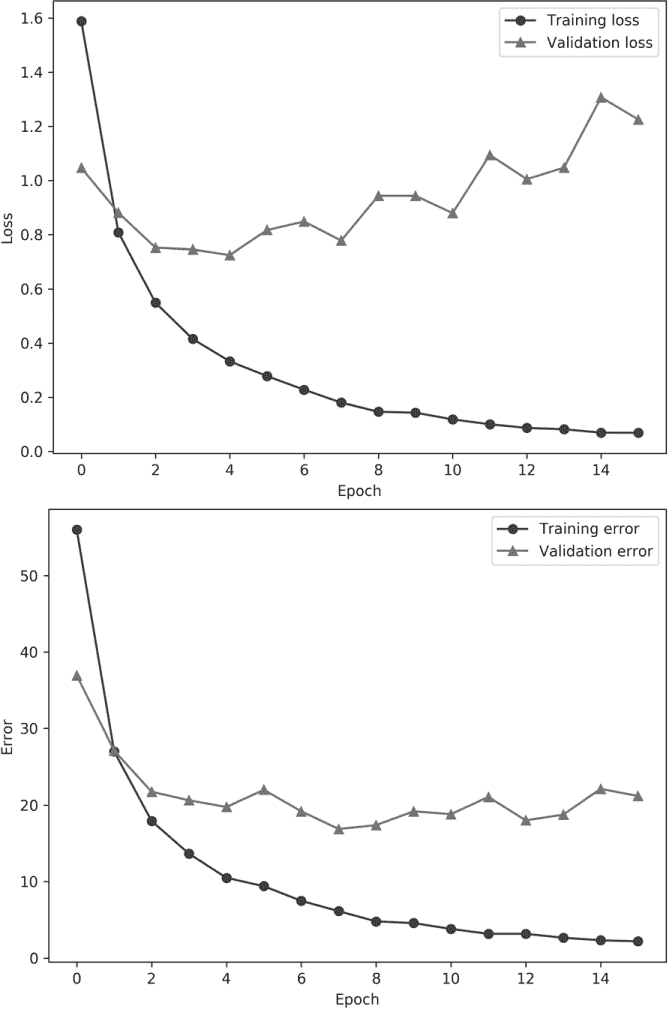 1.6
1.4
1.2
1.0
0.8
0.6
0.4
0.2
0.0
Loss
Training loss
Validation loss
0 2 4 6 8 10 12 14
Epoch
50
40
30
20
10
0
Error
Training error
Validation error
0 2 4 6 8 10 12 14
Epoch